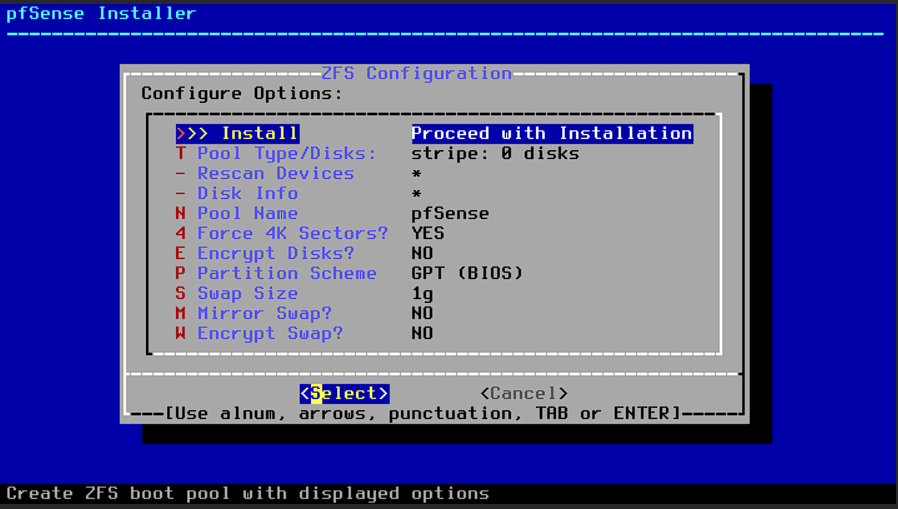 pfSense Installer
ZFS Configuration
Configure Options:
>>> Install Proceed with Installation
T Pool Type/Disks: stripe: 0 disks
- Rescan Devices *
- Disk Info *
N Pool Name pfSense
4 Force 4K Sectors? YES
E Encrypt Disks? NO
P Partition Scheme GPT (BIOS)
S Swap Size 1g
M Mirror Swap? NO
W Encrypt Swap? NO
<Select> <Cancel>
[Use alnum, arrows, punctuation, TAB or ENTER]
Create ZFS boot pool with displayed options